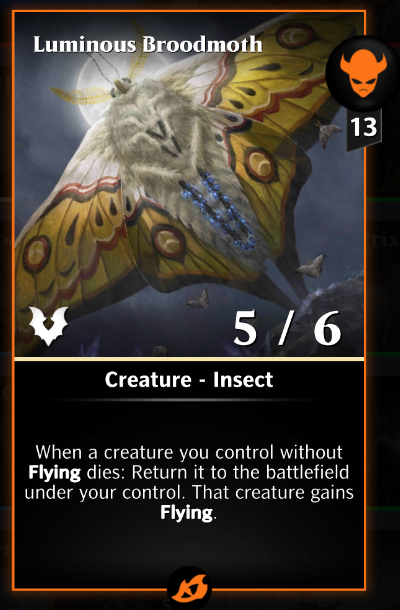 Luminous Broodmoth
13
5 / 6
Creature - Insect
When a creature you control without
Flying dies: Return it to the battlefield
under your control. That creature gains
Flying.